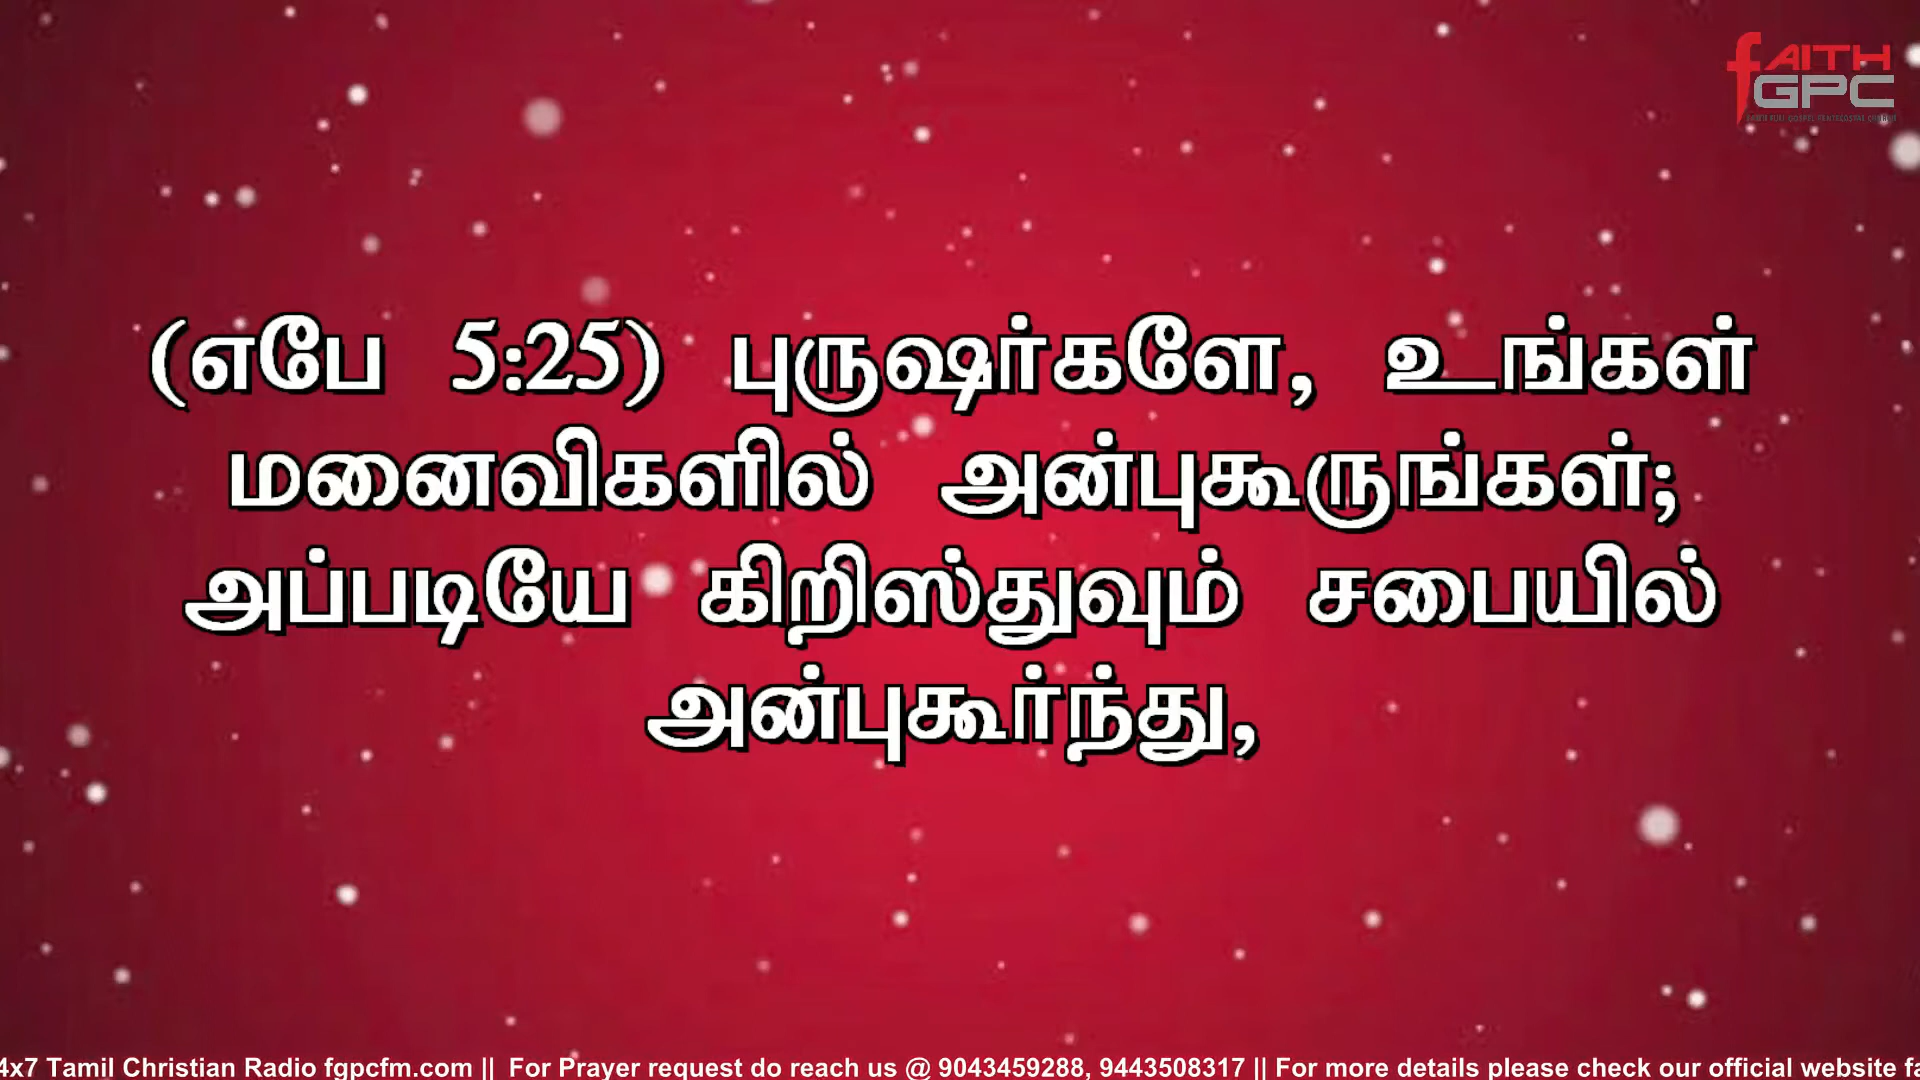 fAITH
GPC
(எபே 5:25) புருஷர்களே, உங்கள்
மனைவிகளில் அன்புகூருங்கள்;
அப்படியே கிறிஸ்துவும் சபையில்
அன்புகூர்ந்து,
4x7 Tamil Christian Radio fgpcfm.com || For Prayer request do reach us @ 9043459288, 9443508317 || For more details please check our official website fa